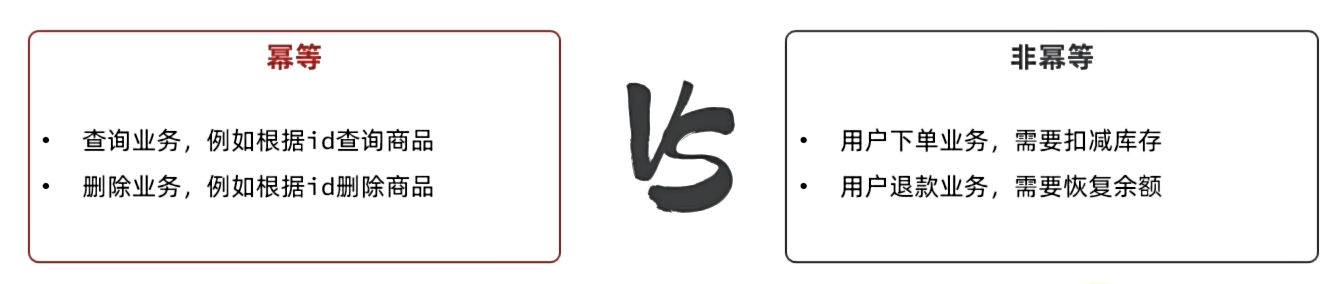 幂等
• 查询业务，例如根据id查询商品
• 删除业务，例如根据id删除商品
VS
非幂等
• 用户下单业务，需要扣减库存
• 用户退款业务，需要恢复余额